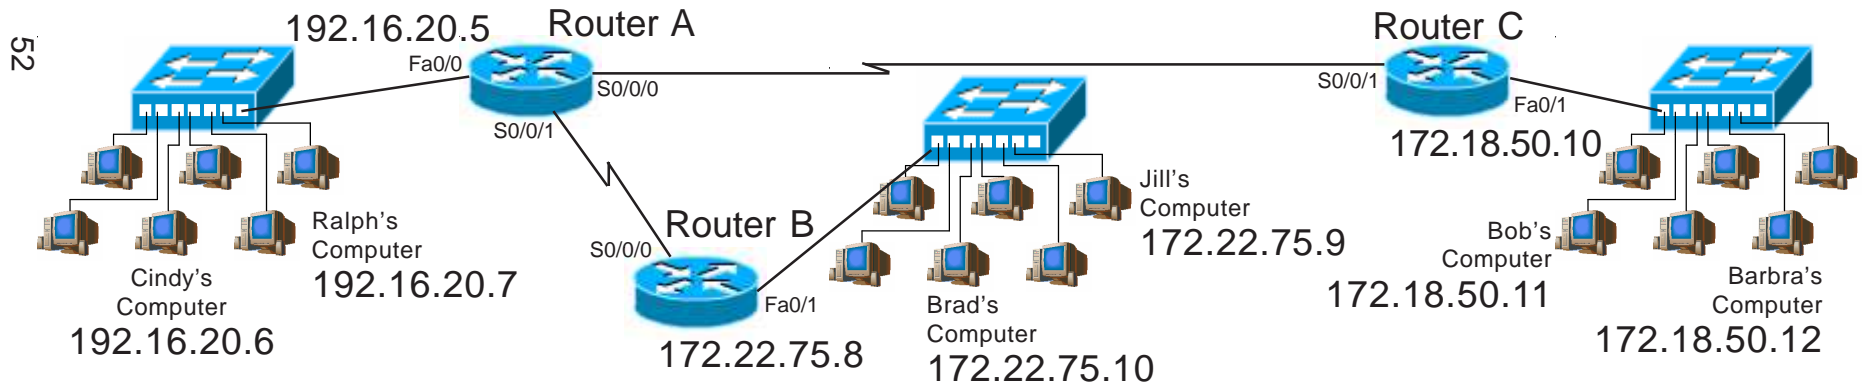 52
192.16.20.5
Router A
Fa0/0
S0/0/0
S0/0/1
Router C
S0/0/1
Fa0/1
172.18.50.10
Ralph's
Computer
192.16.20.7
Cindy's
Computer
192.16.20.6
Router B
S0/0/0
Fa0/1
172.22.75.8
Jill's
Computer
172.22.75.9
Brad's
Computer
172.22.75.10
Bob's
Computer
172.18.50.11
Barbra's
Computer
172.18.50.12